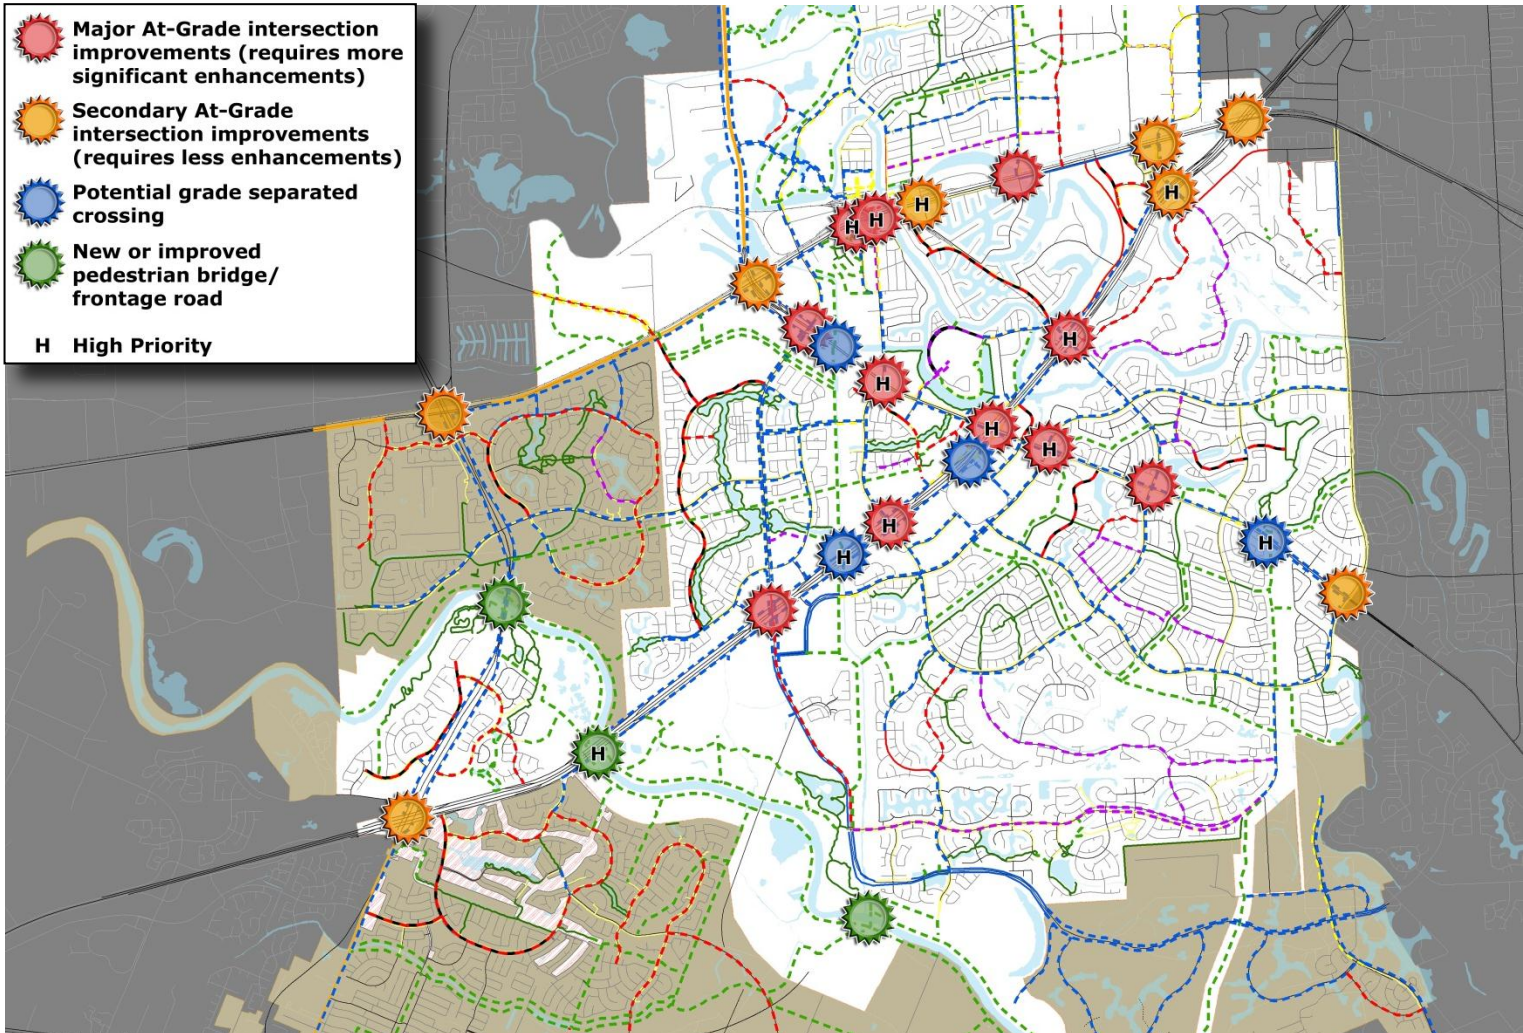 Major At-Grade intersection
improvements (requires more
significant enhancements)
Secondary At-Grade
intersection improvements
(requires less enhancements)
Potential grade separated
crossing
New or improved
pedestrian bridge/
frontage road
H High Priority
H
H
H
H
H
H
H
H
H
H
H
H